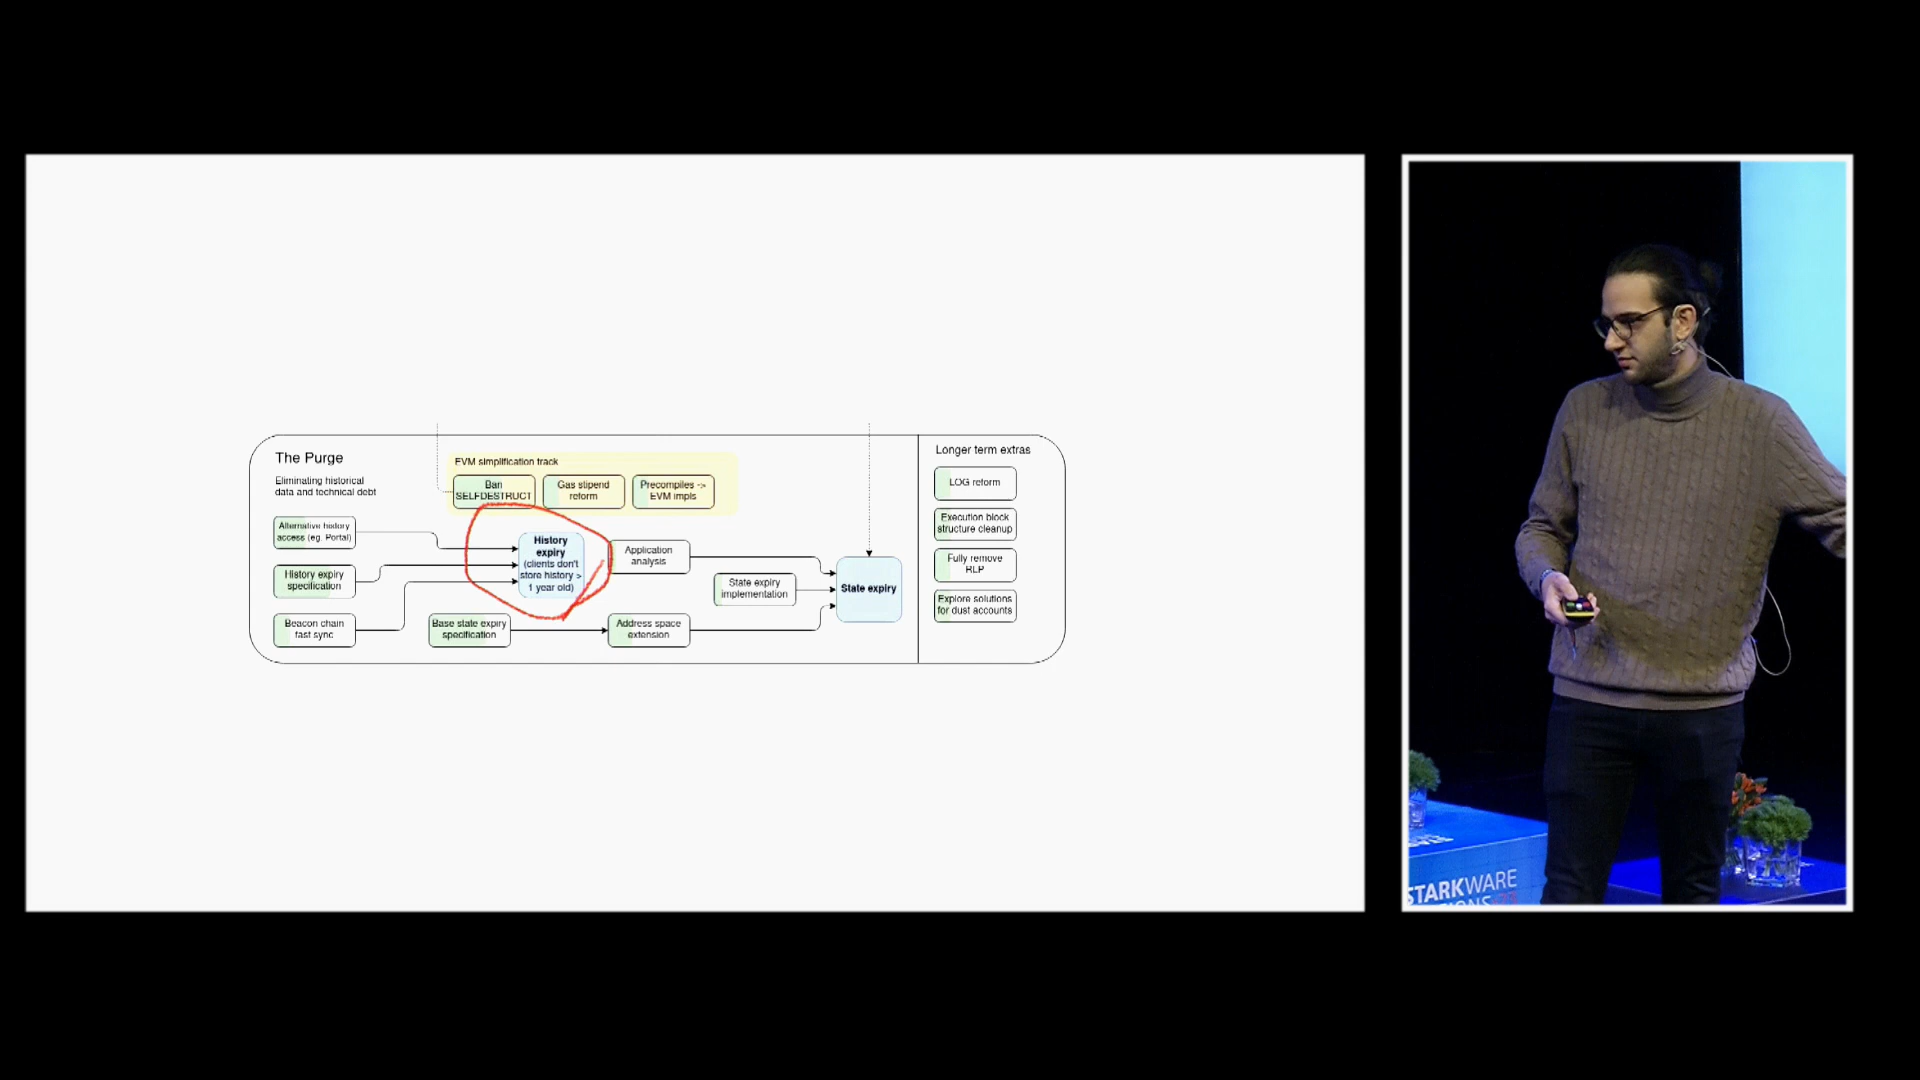 The Purge
Eliminating historical
data and technical debt
EVM simplification track
Ban
SELFDESTRUCT
Gas stipend
reform
Precompiles ->
EVM impls
Alternative history
access (eg. Portal)
History expiry
specification
Beacon chain
fast sync
History
expiry
(clients don't
store history >
1 year old)
Base state expiry
specification
Application
analysis
Address space
extension
State expiry
implementation
State expiry
Longer term extras
LOG reform
Execution block
structure cleanup
Fully remove
RLP
Explore solutions
for dust accounts
STARKWARE